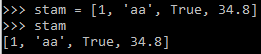 >>> stam = [1, 'aa', True, 34.8]
>>> stam
[1, 'aa', True, 34.8]